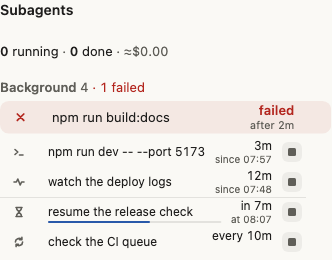 Subagents
0 running · 0 done · ≈$0.00
Background 4 · 1 failed
npm run build:docs failed
after 2m
npm run dev -- --port 5173 3m
since 07:57
watch the deploy logs 12m
since 07:48
resume the release check in 7m
at 08:07
check the CI queue every 10m